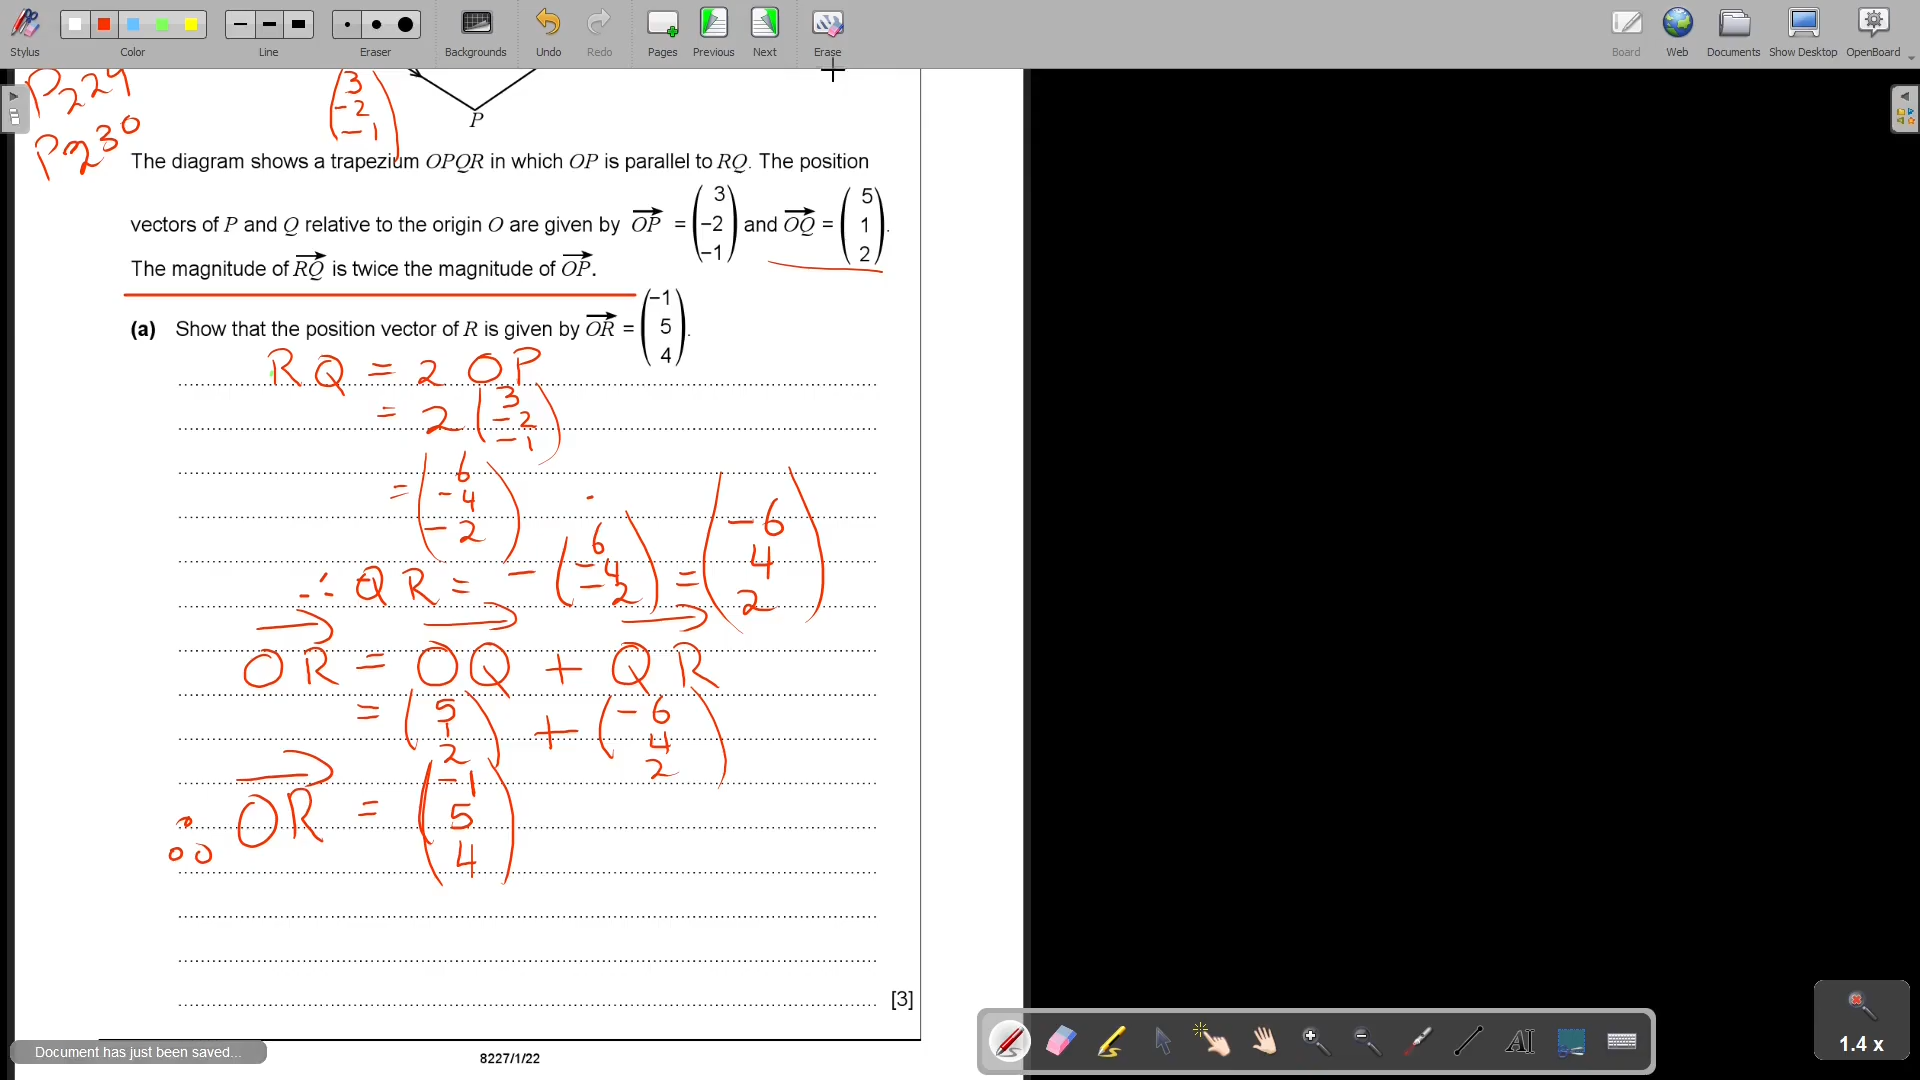 Stylus Color Line Eraser Backgrounds Undo Redo Pages Previous Next Erase Board Web Documents Show Desktop OpenBoard
P229
P230
3
-2
-1
P
The diagram shows a trapezium OPQR in which OP is parallel to RQ. The position
vectors of P and Q relative to the origin O are given by OP = (3 −2 −1) and OQ = (5 1 2).
The magnitude of RQ is twice the magnitude of OP.
(a) Show that the position vector of R is given by OR = (−1 5 4).
RQ = 2 OP
= 2 (3 -2 -1)
= (6 -4 -2)
∴ QR = - (6 -4 -2) = (-6 4 2)
OR = OQ + QR
= (5 1 2) + (-6 4 2)
∴ OR = (-1 5 4)
[3]
Document has just been saved...
8227/1/22
1.4 x